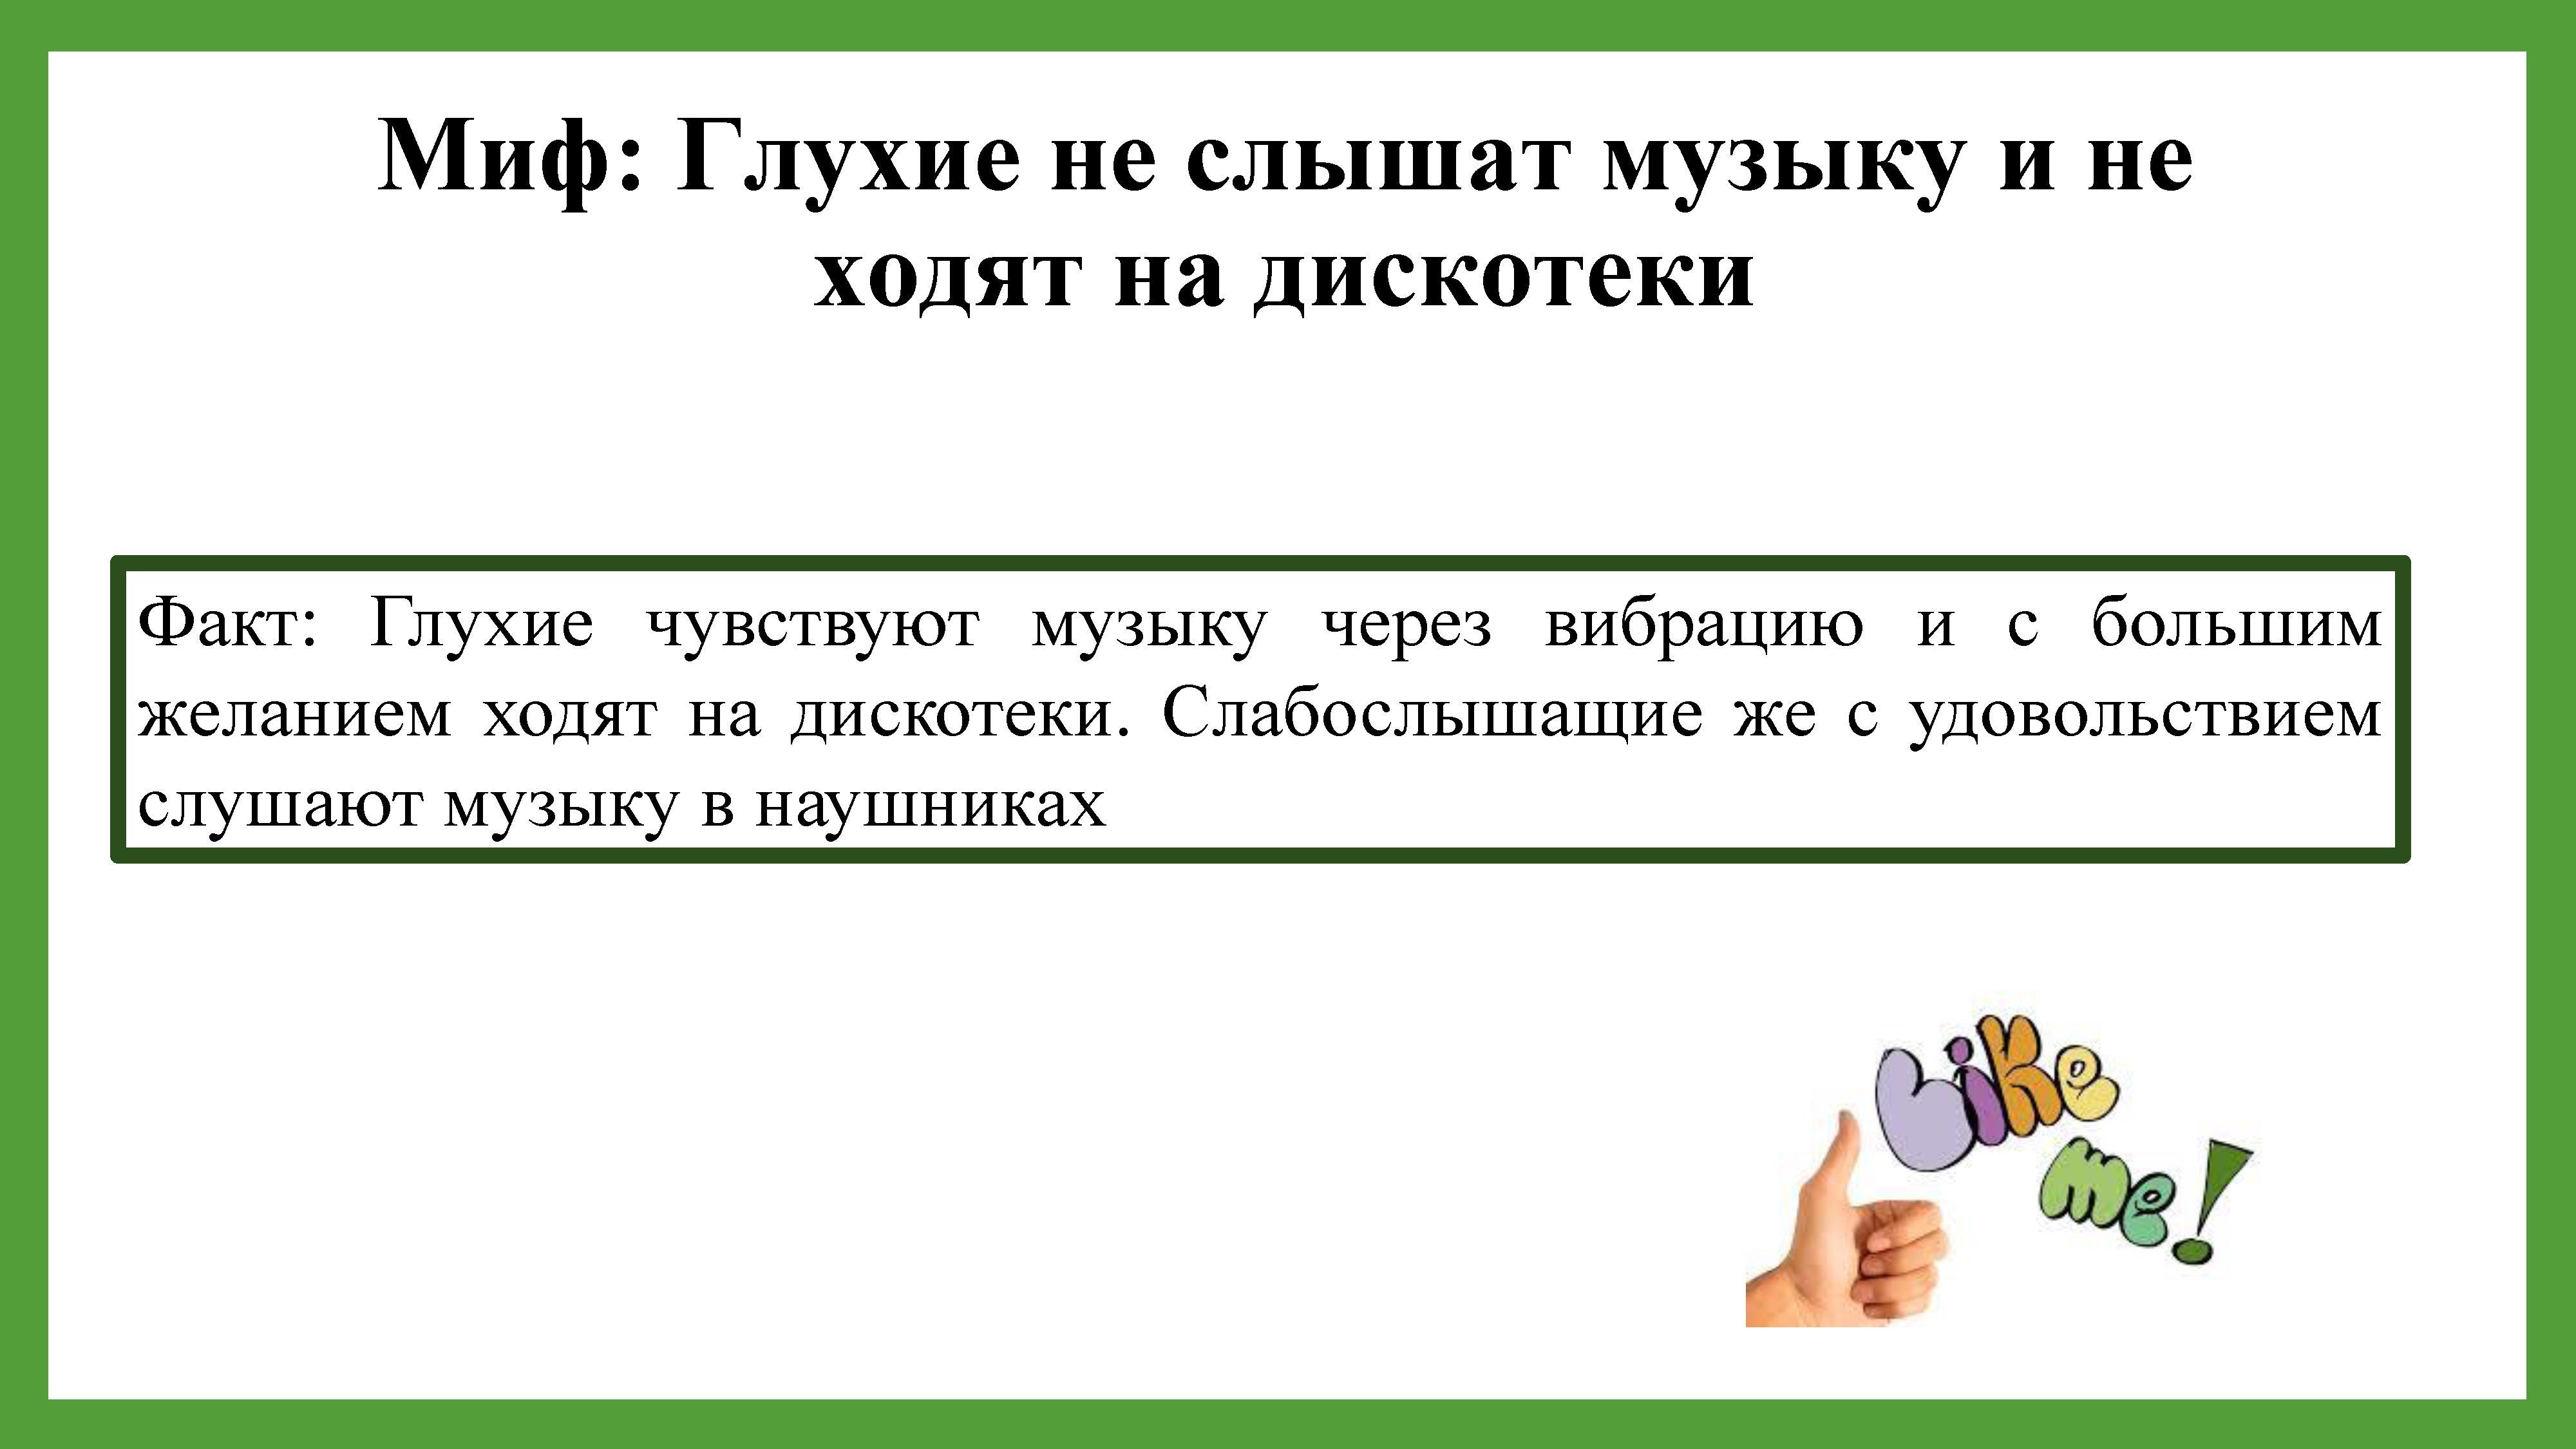 Миф: Глухие не слышат музыку и не
ходят на дискотеки
Факт: Глухие чувствуют музыку через вибрацию и с большим
желанием ходят на дискотеки. Слабослышащие же с удовольствием
слушают музыку в наушниках
Like
me!